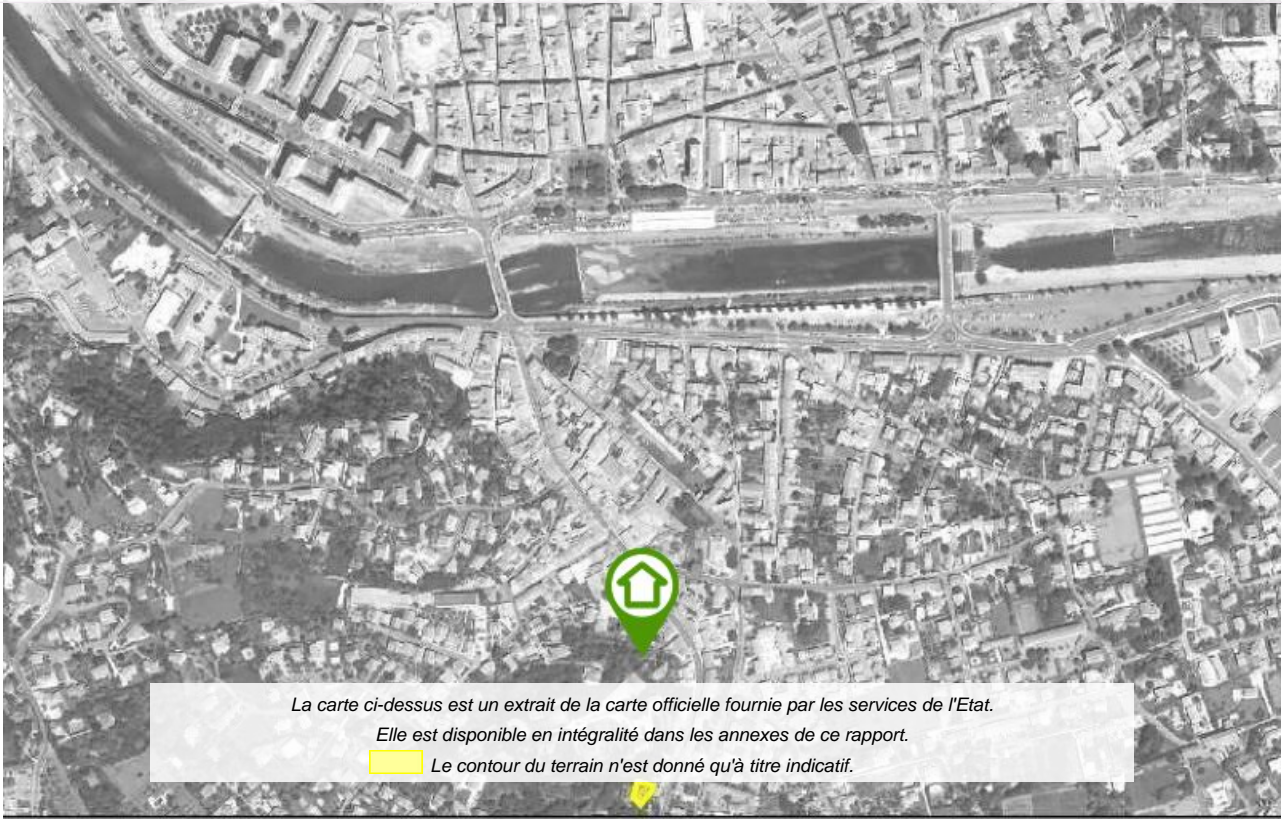 La carte ci-dessus est un extrait de la carte officielle fournie par les services de l'Etat.
Elle est disponible en intégralité dans les annexes de ce rapport.
Le contour du terrain n'est donné qu'à titre indicatif.